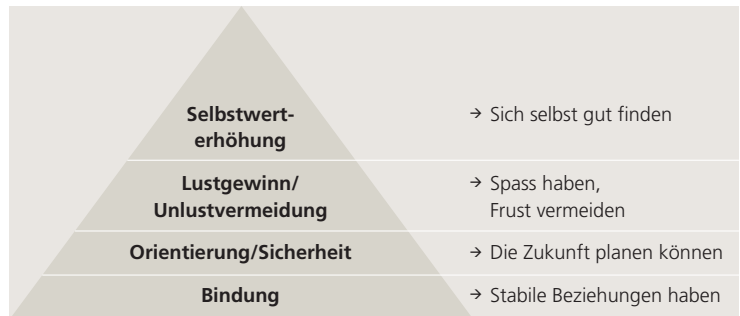 Selbstwert-
erhöhung
→ Sich selbst gut finden
Lustgewinn/
Unlustvermeidung
→ Spass haben,
Frust vermeiden
Orientierung/Sicherheit
→ Die Zukunft planen können
Bindung
→ Stabile Beziehungen haben